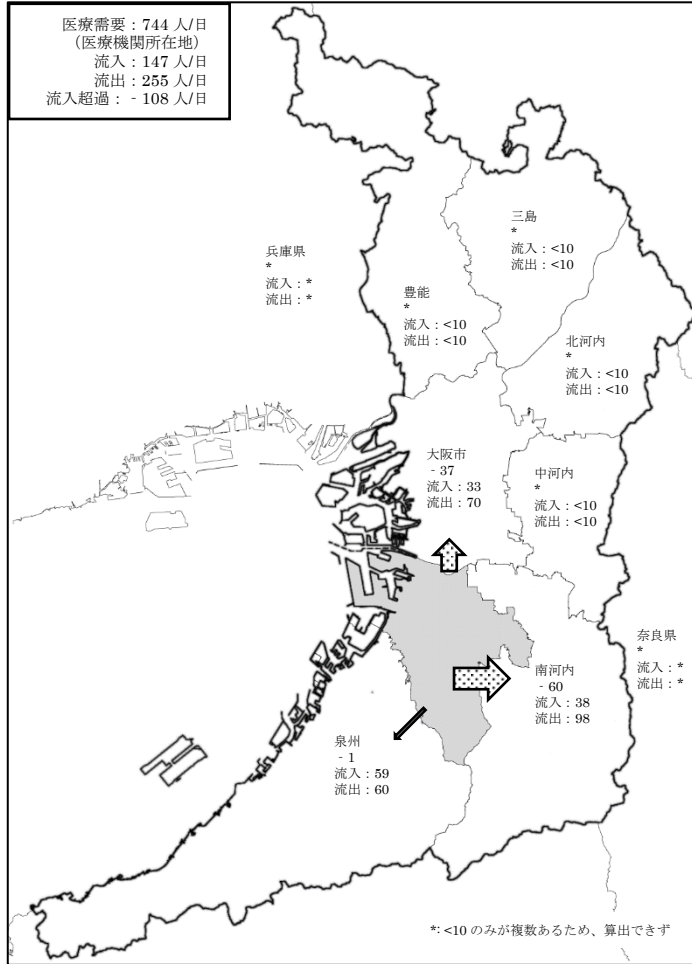 医療需要：744 人/日
（医療機関所在地）
流入：147 人/日
流出：255 人/日
流入超過：‐108 人/日
三島
*
流入：<10
流出：<10
兵庫県
*
流入：*
流出：*
豊能
*
流入：<10
流出：<10
北河内
*
流入：<10
流出：<10
大阪市
‐37
流入：33
流出：70
中河内
*
流入：<10
流出：<10
奈良県
*
流入：*
流出：*
南河内
‐60
流入：38
流出：98
泉州
‐1
流入：59
流出：60
*: <10 のみが複数あるため、算出できず